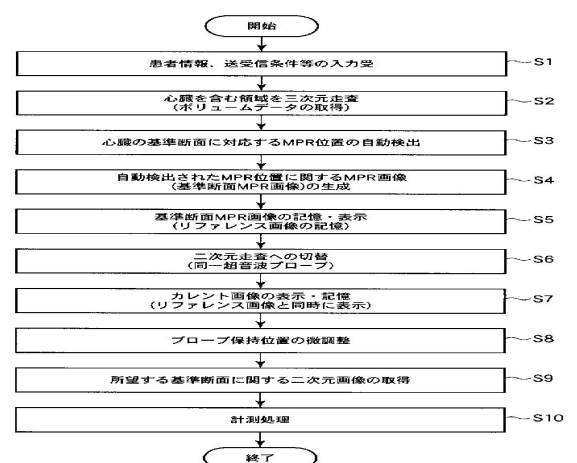 開始
患者情報、送受信条件等の入力受
S1
心臓を含む領域を三次元走査
(ボリュームデータの取得)
S2
心臓の基準断面に対応するMPR位置の自動検出
S3
自動検出されたMPR位置に関するMPR画像
(基準断面MPR画像)の生成
S4
基準断面MPR画像の記憶・表示
(リファレンス画像の記憶)
S5
二次元走査への切替
(同一超音波プローブ)
S6
カレント画像の表示・記憶
(リファレンス画像と同時に表示)
S7
プローブ保持位置の微調整
S8
所望する基準断面に関する二次元画像の取得
S9
計測処理
S10
終了